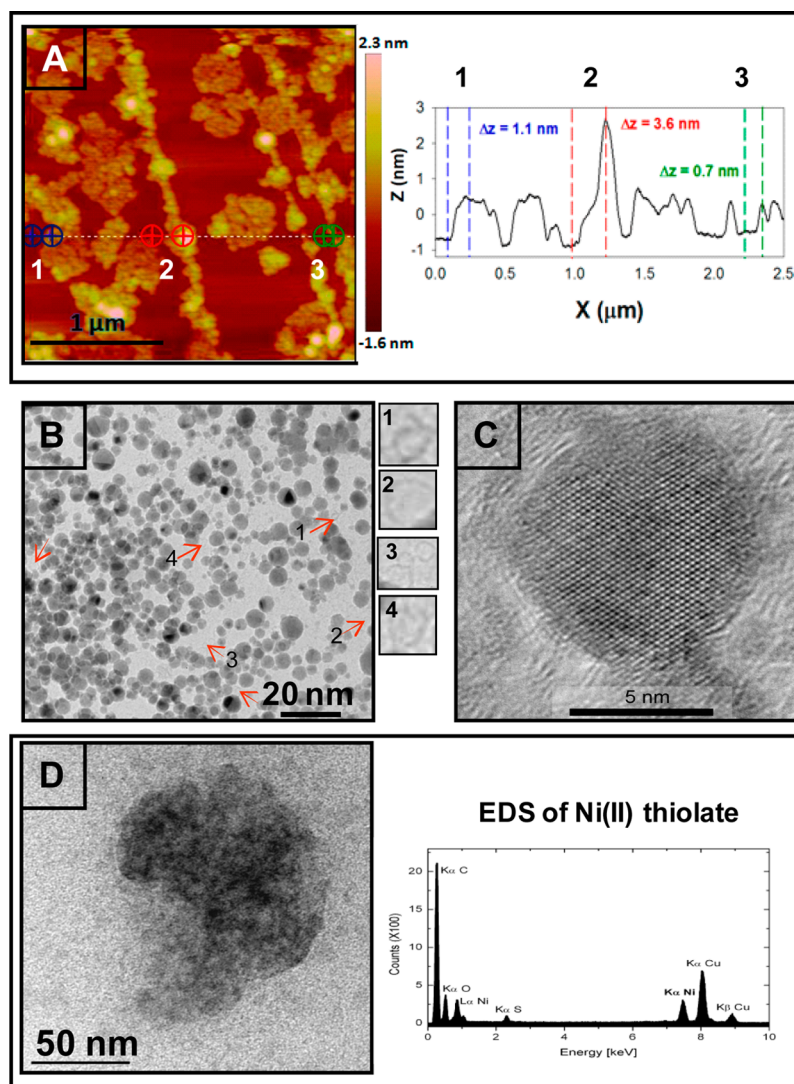 A
2.3 nm
-1.6 nm
1
2
3
1 µm
1 2 3
Δz = 1.1 nm
Δz = 3.6 nm
Δz = 0.7 nm
Z (nm)
3
2
1
0
-1
0.0 0.5 1.0 1.5 2.0 2.5
X (µm)
B
1
4
2
3
20 nm
1
2
3
4
C
5 nm
D
50 nm
EDS of Ni(II) thiolate
Counts (X100)
20
15
10
5
0
Kα C
Kα O
Lα Ni
Kα S
Kα Ni
Kα Cu
Kβ Cu
0 2 4 6 8 10
Energy [keV]